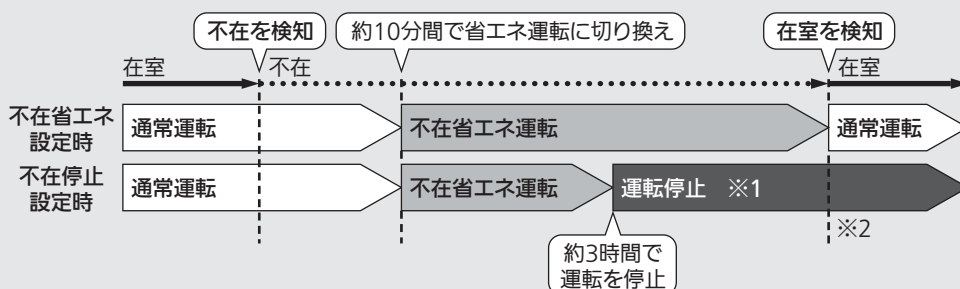 不在を検知
約10分間で省エネ運転に切り換え
在室を検知
在室
不在
在室
不在省エネ
設定時
通常運転
不在省エネ運転
通常運転
不在停止
設定時
通常運転
不在省エネ運転
運転停止 ※1
※2
約3時間で
運転を停止